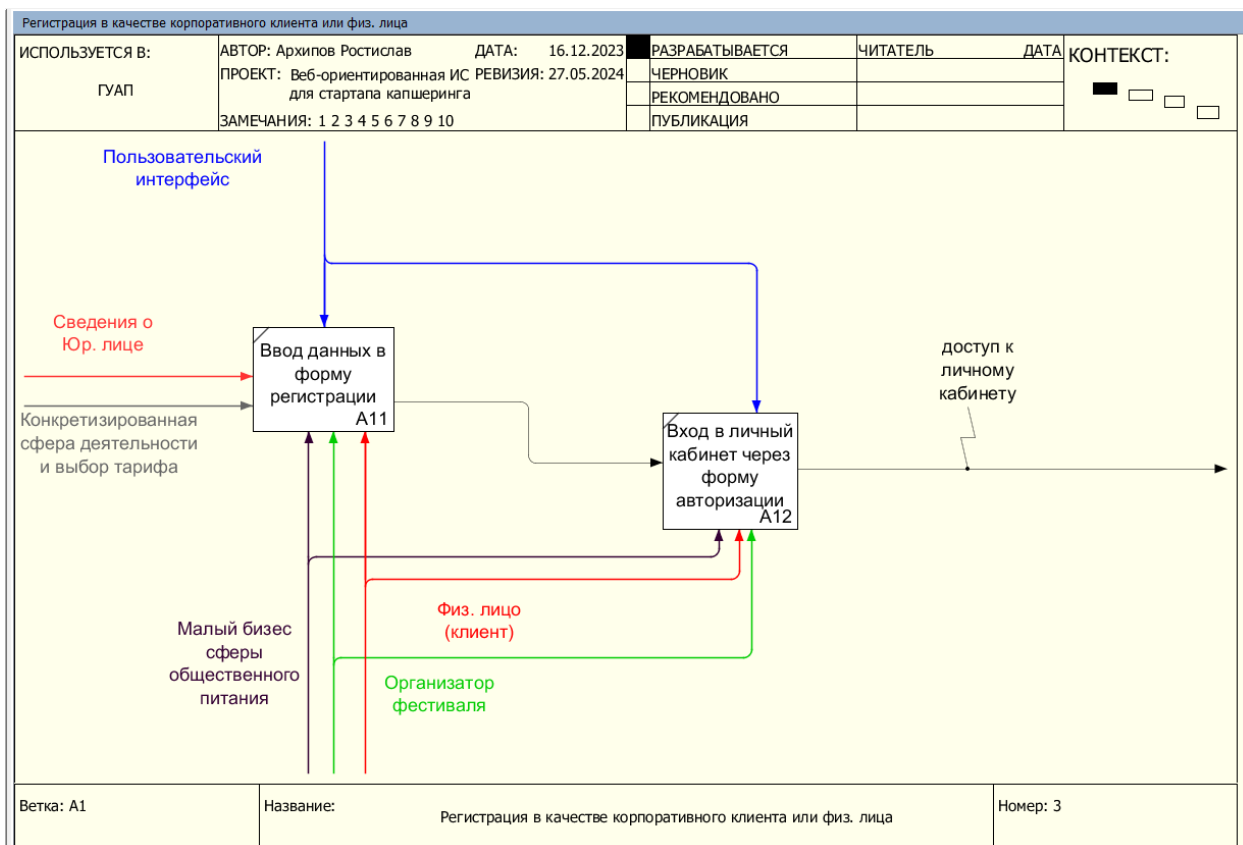 Регистрация в качестве корпоративного клиента или физ. лица
ИСПОЛЬЗУЕТСЯ В:
ГУАП
АВТОР: Архипов Ростислав
ДАТА: 16.12.2023
ПРОЕКТ: Веб-ориентированная ИС
для стартапа капшеринга
РЕВИЗИЯ: 27.05.2024
ЗАМЕЧАНИЯ: 1 2 3 4 5 6 7 8 9 10
РАЗРАБАТЫВАЕТСЯ
ЧЕРНОВИК
РЕКОМЕНДОВАНО
ПУБЛИКАЦИЯ
ЧИТАТЕЛЬ
ДАТА
КОНТЕКСТ:
Пользовательский
интерфейс
Сведения о
Юр. лице
Конкретизированная
сфера деятельности
и выбор тарифа
Ввод данных в
форму
регистрации
А11
доступ к
личному
кабинету
Вход в личный
кабинет через
форму
авторизации
А12
Малый бизес
сферы
общественного
питания
Физ. лицо
(клиент)
Организатор
фестиваля
Ветка: А1
Название:
Регистрация в качестве корпоративного клиента или физ. лица
Номер: 3